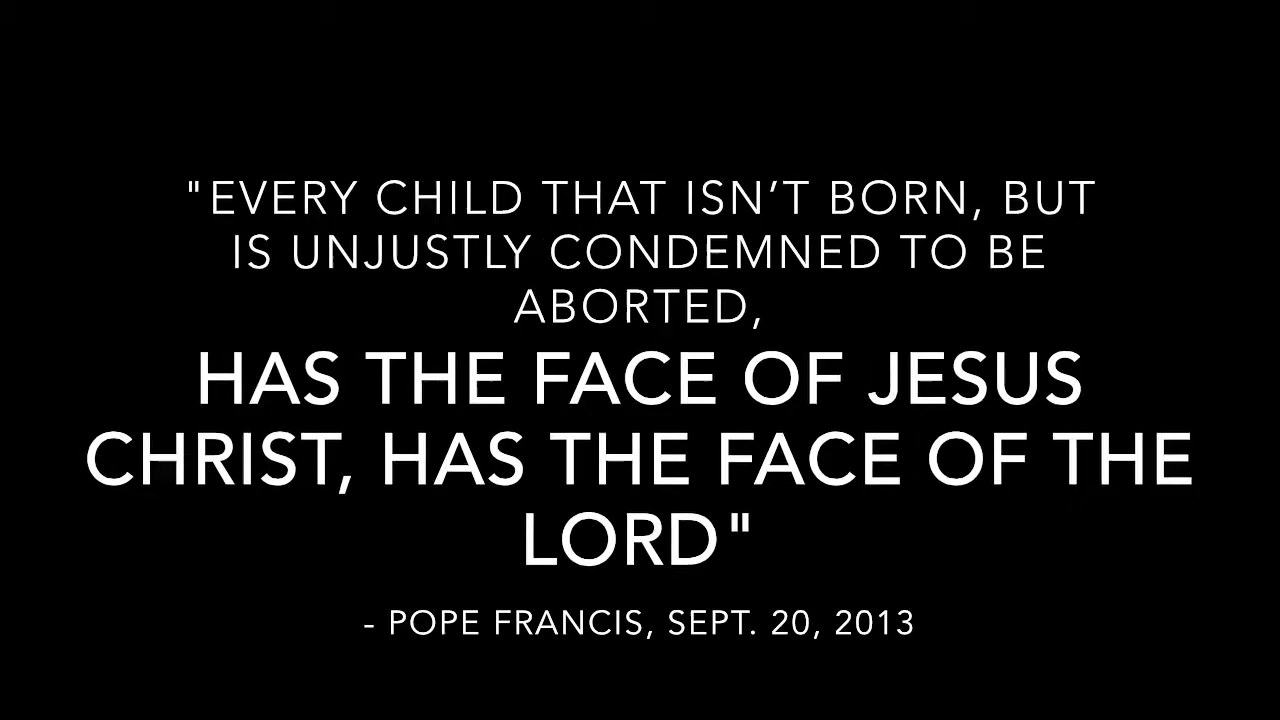 "EVERY CHILD THAT ISN’T BORN, BUT
IS UNJUSTLY CONDEMNED TO BE
ABORTED,
HAS THE FACE OF JESUS
CHRIST, HAS THE FACE OF THE
LORD"
- POPE FRANCIS, SEPT. 20, 2013